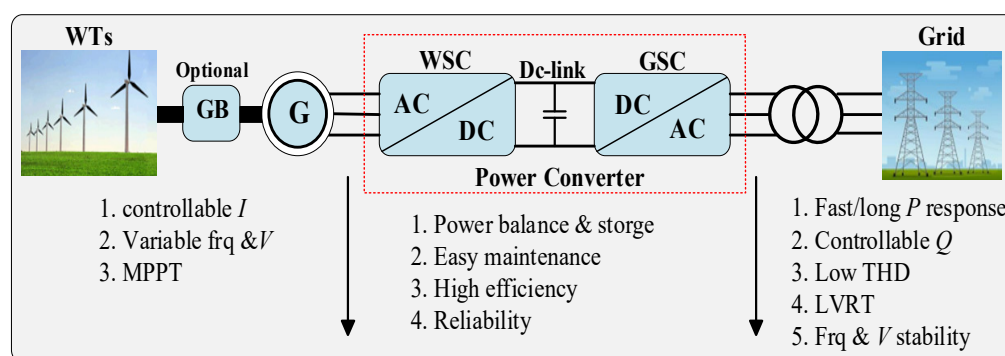 WTs
Grid
Optional
WSC
Dc-link
GSC
GB
G
AC
DC
DC
AC
Power Converter
1. controllable I
2. Variable frq &V
3. MPPT
1. Power balance & storge
2. Easy maintenance
3. High efficiency
4. Reliability
1. Fast/long P response
2. Controllable Q
3. Low THD
4. LVRT
5. Frq & V stability